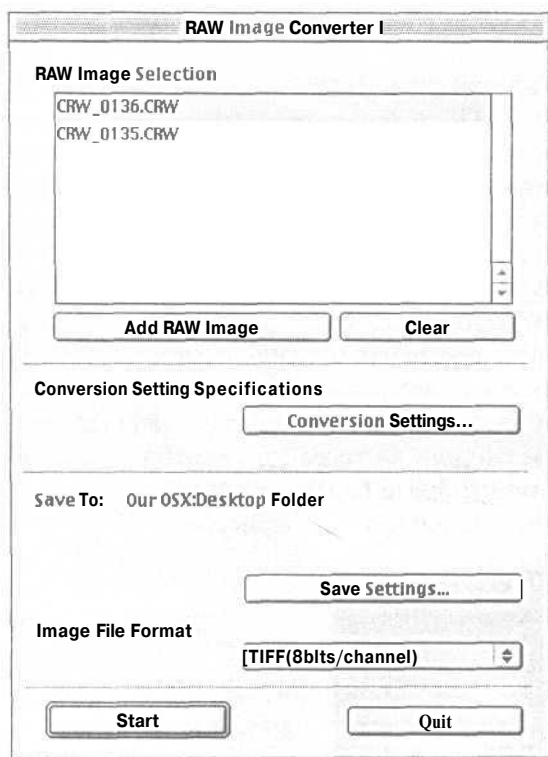 RAW Image Converter I
RAW Image Selection
CRW_0136.CRW
CRW_0135.CRW
Add RAW Image
Clear
Conversion Setting Specifications
Conversion Settings...
Save To: Our OSX:Desktop Folder
Save Settings...
Image File Format
[TIFF(8blts/channel)
Start
Quit